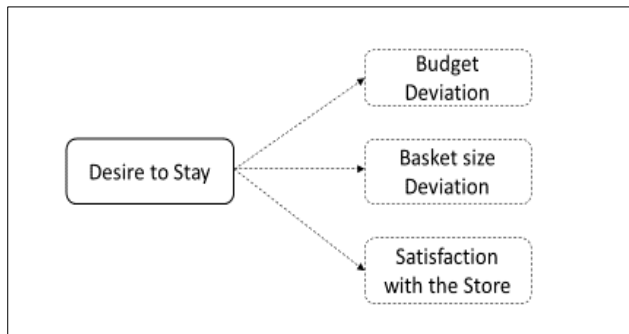 Budget
Deviation
Desire to Stay
Basket size
Deviation
Satisfaction
with the Store